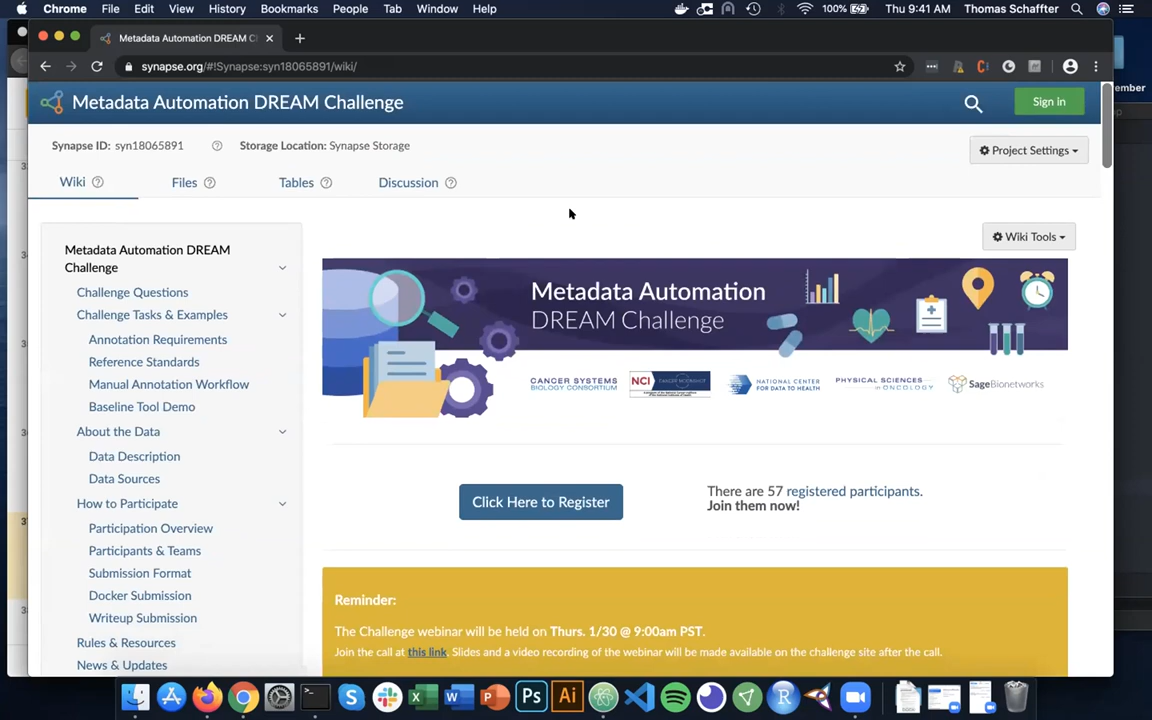 Chrome File Edit View History Bookmarks People Tab Window Help 100% Thu 9:41 AM Thomas Schaffter
Metadata Automation DREAM C
synapse.org/#!Synapse:syn18065891/wiki/
Metadata Automation DREAM Challenge
Sign in
Synapse ID: syn18065891 Storage Location: Synapse Storage
Project Settings
Wiki Files Tables Discussion
Wiki Tools
Metadata Automation DREAM
Challenge
Challenge Questions
Challenge Tasks & Examples
Annotation Requirements
Reference Standards
Manual Annotation Workflow
Baseline Tool Demo
About the Data
Data Description
Data Sources
How to Participate
Participation Overview
Participants & Teams
Submission Format
Docker Submission
Writeup Submission
Rules & Resources
News & Updates
Metadata Automation
DREAM Challenge
CANCER SYSTEMS
BIOLOGY CONSORTIUM
NCI
NATIONAL CENTER
FOR DATA TO HEALTH
PHYSICAL SCIENCES
in ONCOLOGY
SageBionetworks
Click Here to Register
There are 57 registered participants.
Join them now!
Reminder:
The Challenge webinar will be held on Thurs. 1/30 @ 9:00am PST.
Join the call at this link. Slides and a video recording of the webinar will be made available on the challenge site after the call.
ember